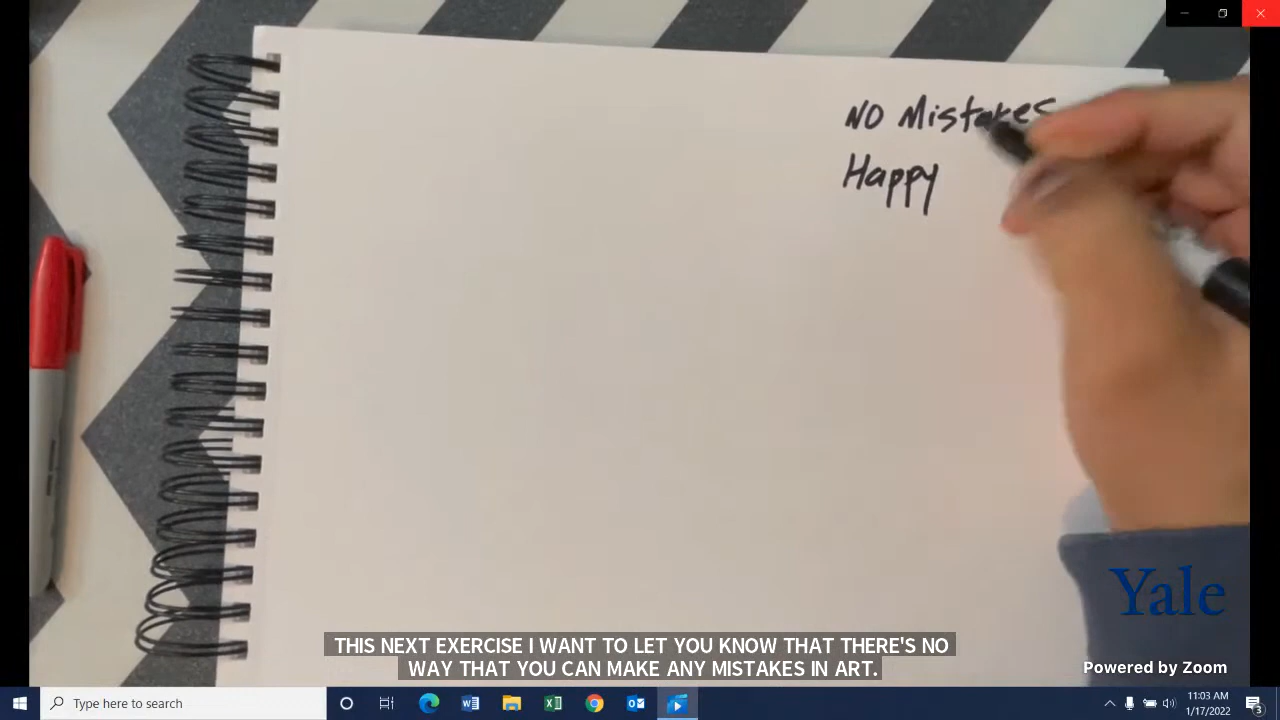 NO Mistakes
Happy
Yale
THIS NEXT EXERCISE I WANT TO LET YOU KNOW THAT THERE'S NO
WAY THAT YOU CAN MAKE ANY MISTAKES IN ART.
Powered by Zoom
Type here to search
11:03 AM
1/17/2022
3